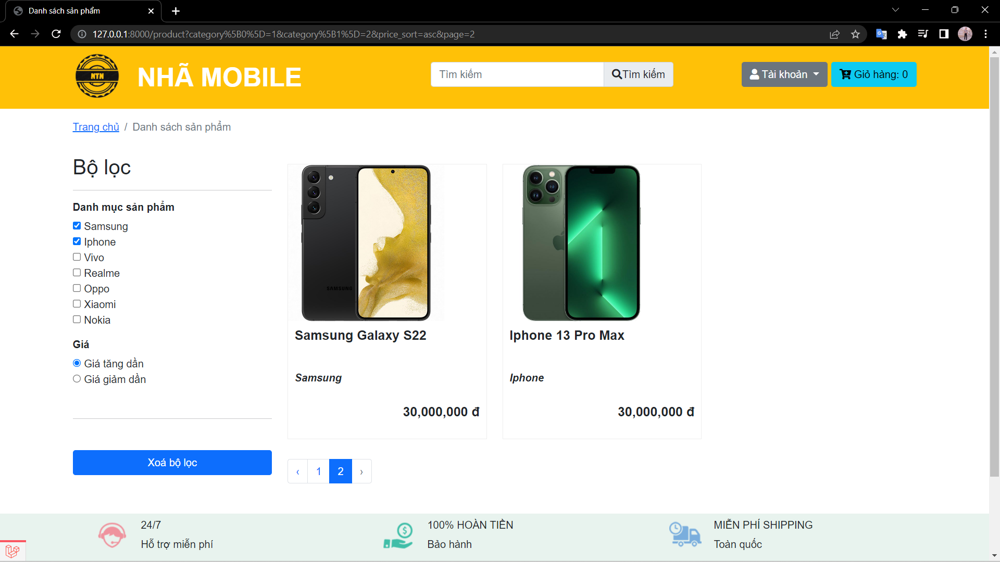 Danh sách sản phẩm
127.0.0.1:8000/product?category%5B0%5D=1&category%5B1%5D=2&price_sort=asc&page=2
NTN
NHÃ MOBILE
Tìm kiếm
Tìm kiếm
Tài khoản
Giỏ hàng: 0
Trang chủ / Danh sách sản phẩm
Bộ lọc
Danh mục sản phẩm
Samsung
Iphone
Vivo
Realme
Oppo
Xiaomi
Nokia
Giá
Giá tăng dần
Giá giảm dần
Xoá bộ lọc
SAMSUNG
Samsung Galaxy S22
Samsung
30,000,000 đ
Iphone 13 Pro Max
Iphone
30,000,000 đ
‹ 1 2 ›
24/7
Hỗ trợ miễn phí
100% HOÀN TIỀN
Bảo hành
MIỄN PHÍ SHIPPING
Toàn quốc